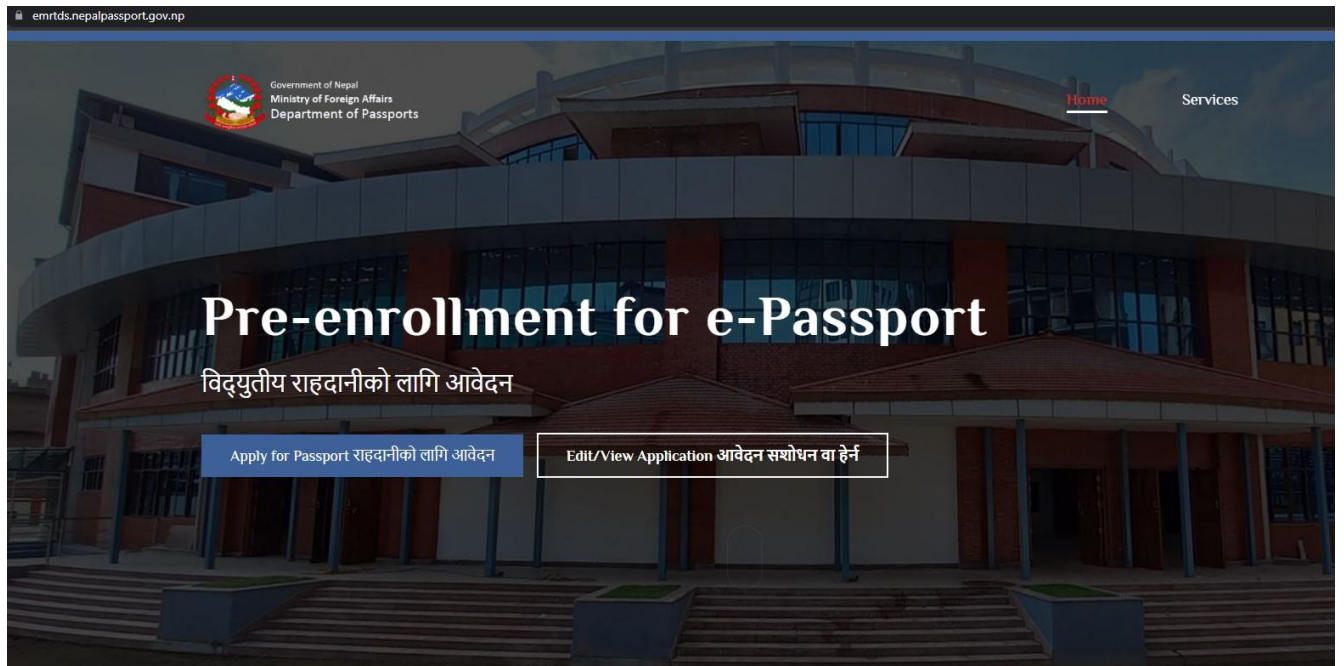 emrtds.nepalpassport.gov.np
Government of Nepal
Ministry of Foreign Affairs
Department of Passports
Home
Services
Pre-enrollment for e-Passport
विद्युतीय राहदानीको लागि आवेदन
Apply for Passport राहदानीको लागि आवेदन
Edit/View Application आवेदन सशोधन वा हेर्न